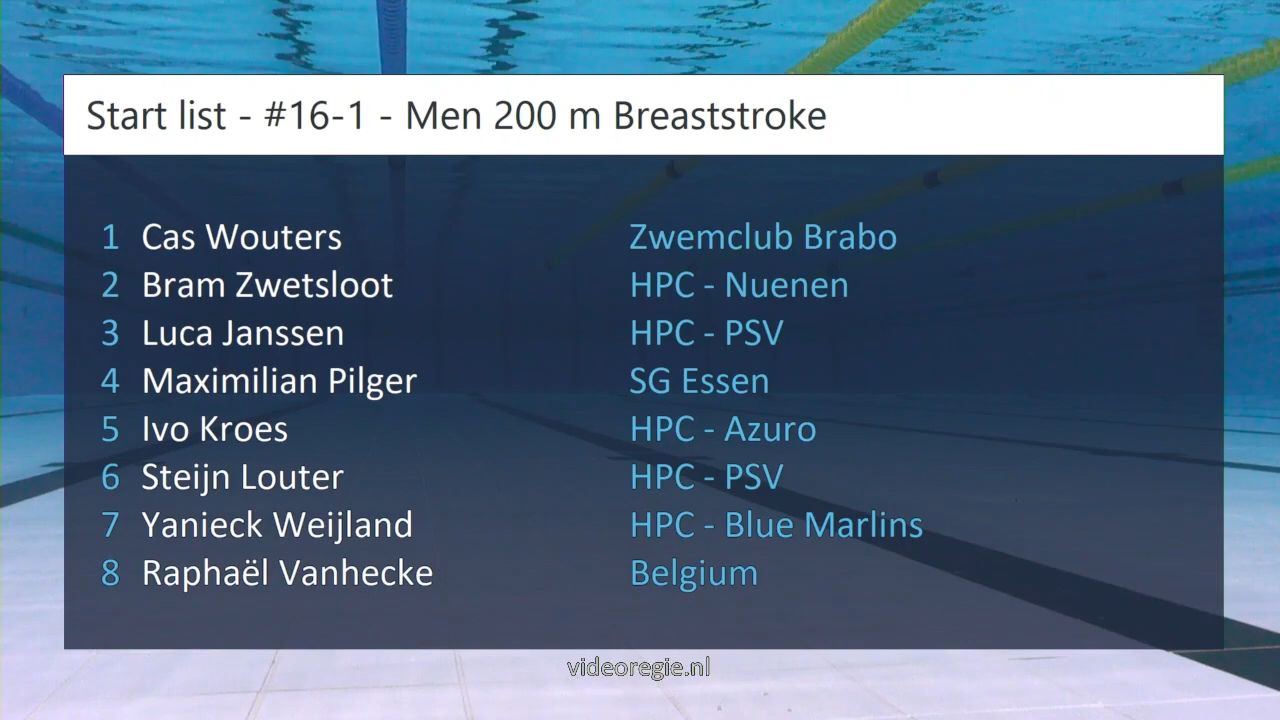 Start list - #16-1 - Men 200 m Breaststroke
1 Cas Wouters Zwemclub Brabo
2 Bram Zwetsloot HPC - Nuenen
3 Luca Janssen HPC - PSV
4 Maximilian Pilger SG Essen
5 Ivo Kroes HPC - Azuro
6 Steijn Louter HPC - PSV
7 Yanieck Weijland HPC - Blue Marlins
8 Raphaël Vanhecke Belgium
videoregie.nl